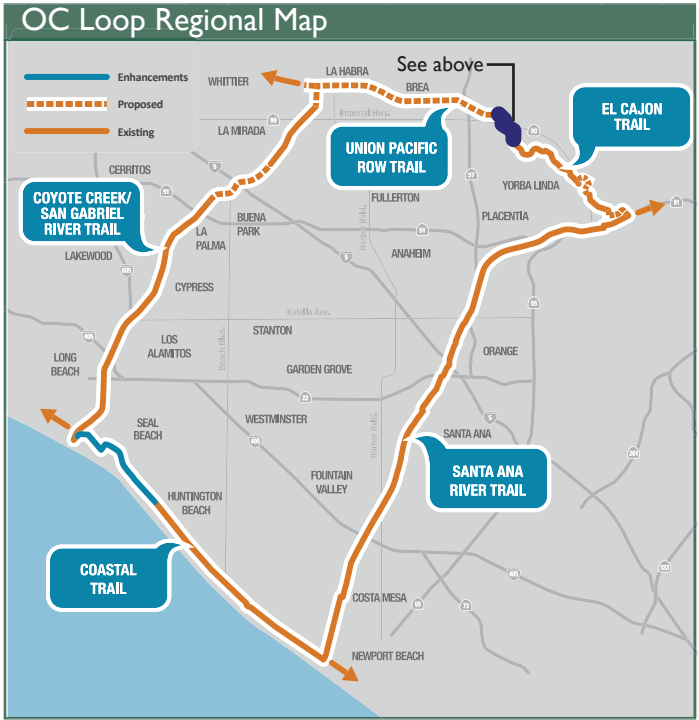 OC Loop Regional Map
Enhancements
Proposed
Existing
WHITTIER
LA HABRA
See above
BREA
Imperial Hwy.
90
90
EL CAJON
TRAIL
LA MIRADA
UNION PACIFIC
ROW TRAIL
5
57
CERRITOS
91
YORBA LINDA
COYOTE CREEK/
SAN GABRIEL
RIVER TRAIL
FULLERTON
91
BUENA
PARK
PLACENTIA
LA
PALMA
Harbor Blvd.
91
LAKEWOOD
5
ANAHEIM
605
CYPRESS
55
Katella Ave.
STANTON
405
LOS
ALAMITOS
Beach Blvd.
LONG
BEACH
ORANGE
GARDEN GROVE
22
SEAL
BEACH
WESTMINSTER
Harbor Blvd.
5
405
SANTA ANA
261
SANTA ANA
RIVER TRAIL
FOUNTAIN
VALLEY
HUNTINGTON
BEACH
COASTAL
TRAIL
405
133
COSTA MESA
55
73
NEWPORT BEACH